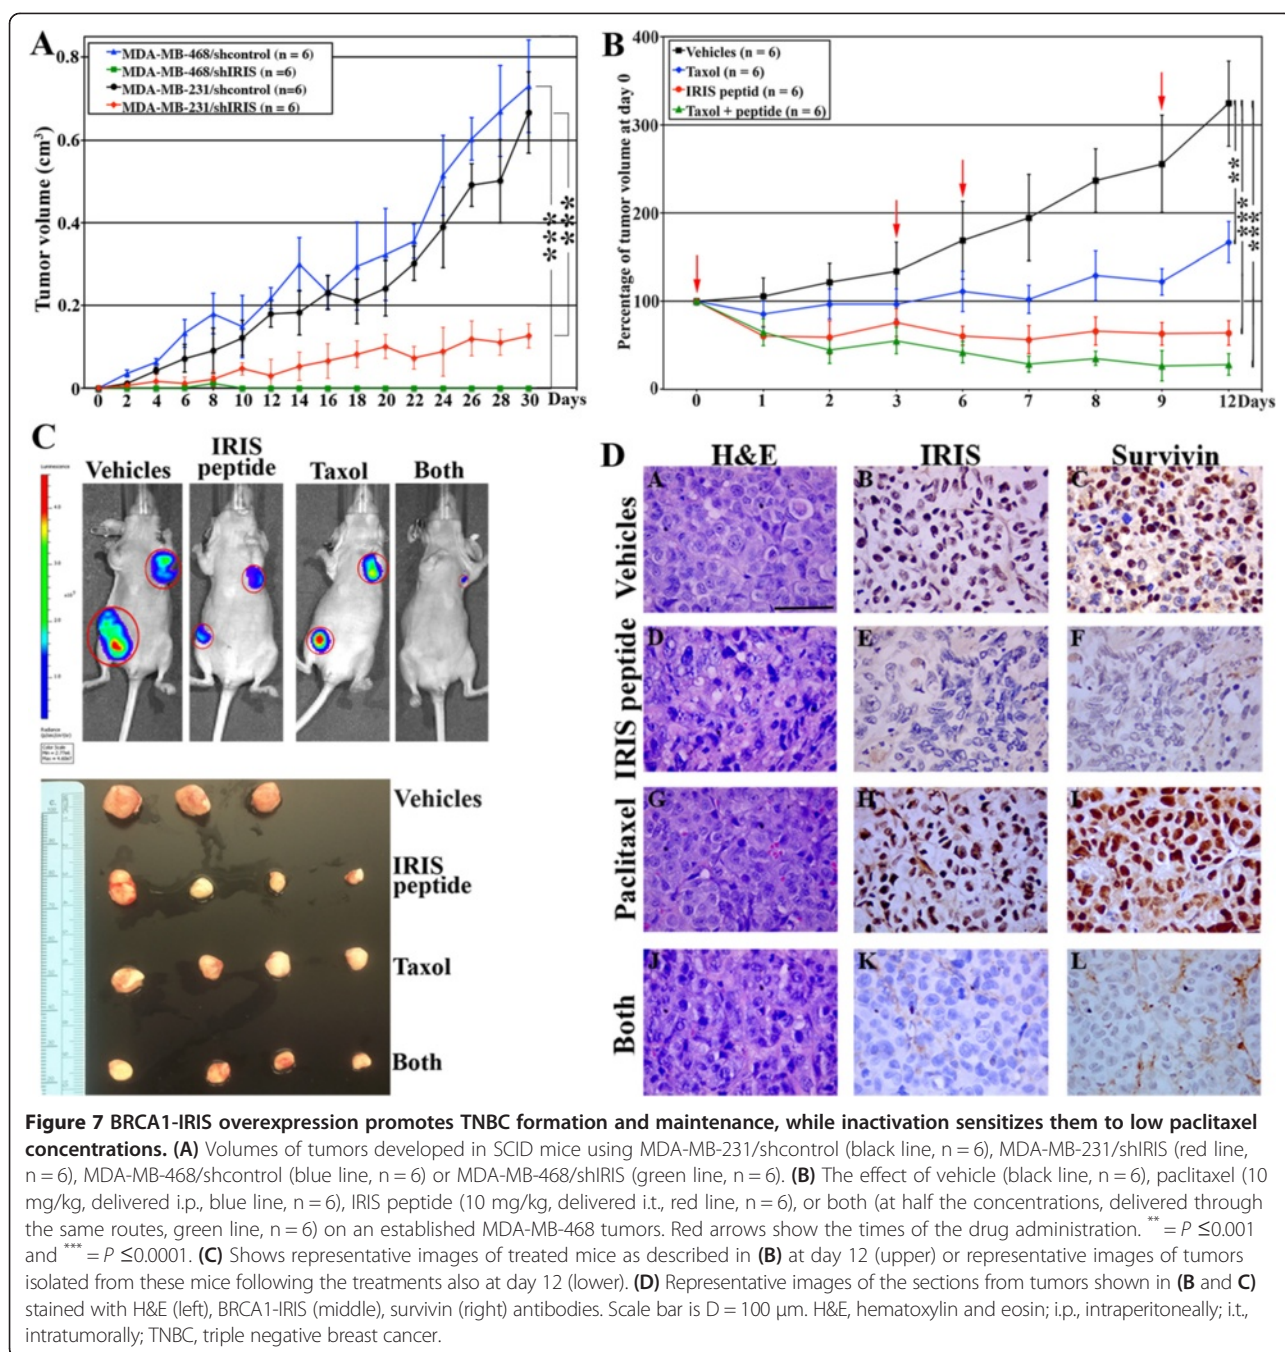 A
0.8
0.6
0.4
0.2
0
Tumor volume (cm³)
MDA-MB-468/shcontrol (n = 6)
MDA-MB-468/shIRIS (n =6)
MDA-MB-231/shcontrol (n=6)
MDA-MB-231/shIRIS (n = 6)
0 2 4 6 8 10 12 14 16 18 20 22 24 26 28 30 Days
***
***
B
400
300
200
100
0
Percentage of tumor volume at day 0
Vehicles (n = 6)
Taxol (n = 6)
IRIS peptid (n = 6)
Taxol + peptide (n = 6)
0 1 2 3 6 7 8 9 12 Days
**
***
***
C
Vehicles
IRIS
peptide
Taxol
Both
Luminescence
Vehicles
IRIS
peptide
Taxol
Both
D
H&E
IRIS
Survivin
Vehicles
A
B
C
IRIS peptide
D
E
F
Paclitaxel
G
H
I
Both
J
K
L
Figure 7 BRCA1-IRIS overexpression promotes TNBC formation and maintenance, while inactivation sensitizes them to low paclitaxel
concentrations. (A) Volumes of tumors developed in SCID mice using MDA-MB-231/shcontrol (black line, n = 6), MDA-MB-231/shIRIS (red line,
n = 6), MDA-MB-468/shcontrol (blue line, n = 6) or MDA-MB-468/shIRIS (green line, n = 6). (B) The effect of vehicle (black line, n = 6), paclitaxel (10
mg/kg, delivered i.p., blue line, n = 6), IRIS peptide (10 mg/kg, delivered i.t., red line, n = 6), or both (at half the concentrations, delivered through
the same routes, green line, n = 6) on an established MDA-MB-468 tumors. Red arrows show the times of the drug administration. ** = P ≤0.001
and *** = P ≤0.0001. (C) Shows representative images of treated mice as described in (B) at day 12 (upper) or representative images of tumors
isolated from these mice following the treatments also at day 12 (lower). (D) Representative images of the sections from tumors shown in (B and C)
stained with H&E (left), BRCA1-IRIS (middle), survivin (right) antibodies. Scale bar is D = 100 μm. H&E, hematoxylin and eosin; i.p., intraperitoneally; i.t.,
intratumorally; TNBC, triple negative breast cancer.